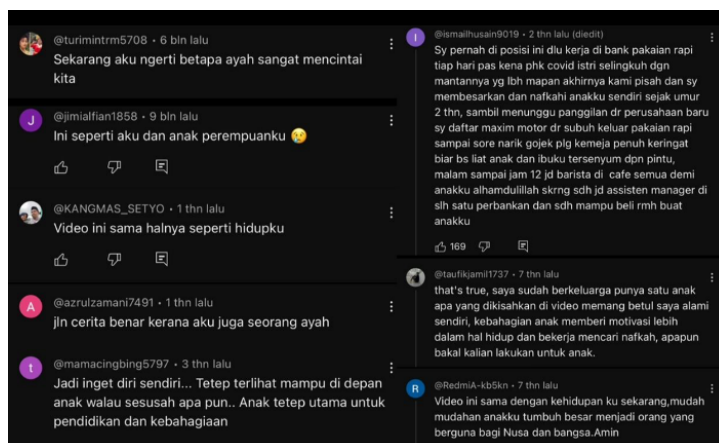 @turimintrm5708 • 6 bln lalu
Sekarang aku ngerti betapa ayah sangat mencintai
kita
@jimialfian1858 • 9 bln lalu
Ini seperti aku dan anak perempuanku 😢
@KANGMAS_SETYO • 1 thn lalu
Video ini sama halnya seperti hidupku
@azrulzamani7491 • 1 thn lalu
jln cerita benar kerana aku juga seorang ayah
@mamacingbing5797 • 3 thn lalu
Jadi inget diri sendiri... Tetep terlihat mampu di depan
anak walau sesusah apa pun.. Anak tetep utama untuk
pendidikan dan kebahagiaan
@ismailhusain9019 • 2 thn lalu (diedit)
Sy pernah di posisi ini dlu kerja di bank pakaian rapi
tiap hari pas kena phk covid istri selingkuh dgn
mantannya yg lbh mapan akhirnya kami pisah dan sy
membesarkan dan nafkahi anakku sendiri sejak umur
2 thn, sambil menunggu panggilan dr perusahaan baru
sy daftar maxim motor dr subuh keluar pakaian rapi
sampai sore narik gojek plg kemeja penuh keringat
biar bs liat anak dan ibuku tersenyum dpn pintu,
malam sampai jam 12 jd barista di cafe semua demi
anakku alhamdulillah skrng sdh jd assisten manager di
slh satu perbankan dan sdh mampu beli rmh buat
anakku
169
@taufikjamil1737 • 7 thn lalu
that's true, saya sudah berkeluarga punya satu anak
apa yang dikisahkan di video memang betul saya alami
sendiri, kebahagian anak memberi motivasi lebih
dalam hal hidup dan bekerja mencari nafkah, apapun
bakal kalian lakukan untuk anak.
@RedmiA-kb5kn • 7 thn lalu
Video ini sama dengan kehidupan ku sekarang,mudah
mudahan anakku tumbuh besar menjadi orang yang
berguna bagi Nusa dan bangsa.Amin